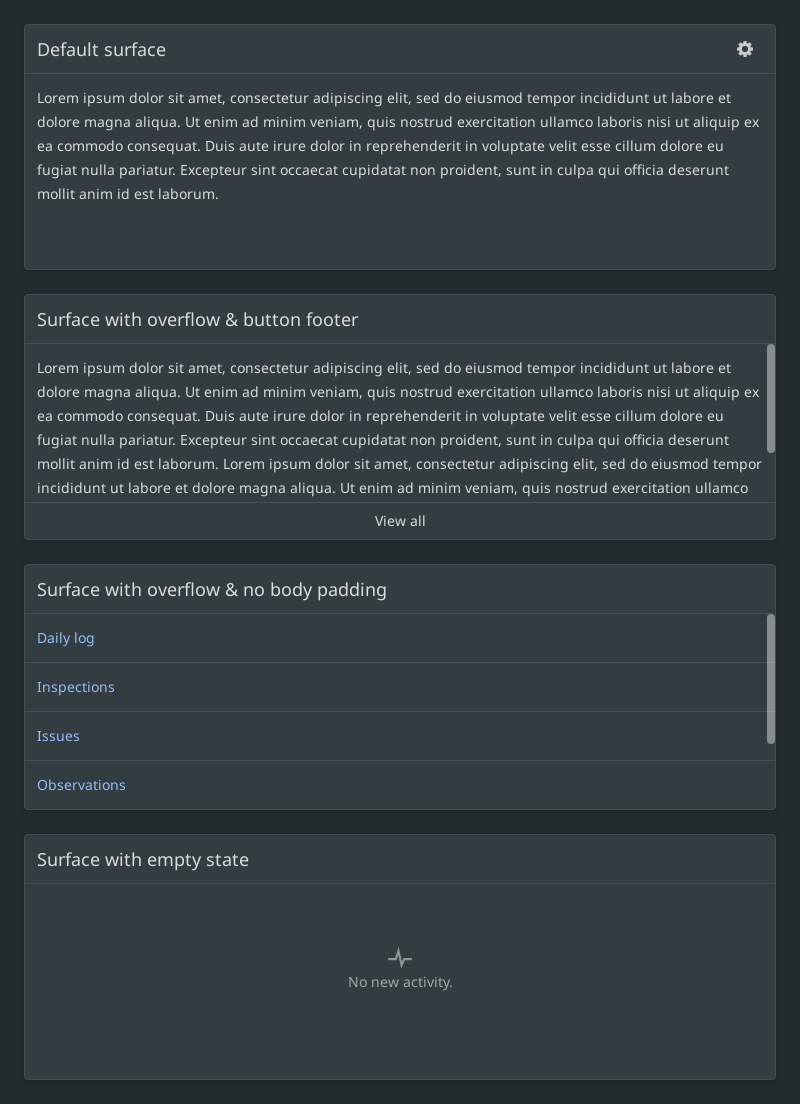 Default surface
Lorem ipsum dolor sit amet, consectetur adipiscing elit, sed do eiusmod tempor incididunt ut labore et
dolore magna aliqua. Ut enim ad minim veniam, quis nostrud exercitation ullamco laboris nisi ut aliquip ex
ea commodo consequat. Duis aute irure dolor in reprehenderit in voluptate velit esse cillum dolore eu
fugiat nulla pariatur. Excepteur sint occaecat cupidatat non proident, sunt in culpa qui officia deserunt
mollit anim id est laborum.
Surface with overflow & button footer
Lorem ipsum dolor sit amet, consectetur adipiscing elit, sed do eiusmod tempor incididunt ut labore et
dolore magna aliqua. Ut enim ad minim veniam, quis nostrud exercitation ullamco laboris nisi ut aliquip ex
ea commodo consequat. Duis aute irure dolor in reprehenderit in voluptate velit esse cillum dolore eu
fugiat nulla pariatur. Excepteur sint occaecat cupidatat non proident, sunt in culpa qui officia deserunt
mollit anim id est laborum. Lorem ipsum dolor sit amet, consectetur adipiscing elit, sed do eiusmod tempor
incididunt ut labore et dolore magna aliqua. Ut enim ad minim veniam, quis nostrud exercitation ullamco
View all
Surface with overflow & no body padding
Daily log
Inspections
Issues
Observations
Surface with empty state
No new activity.